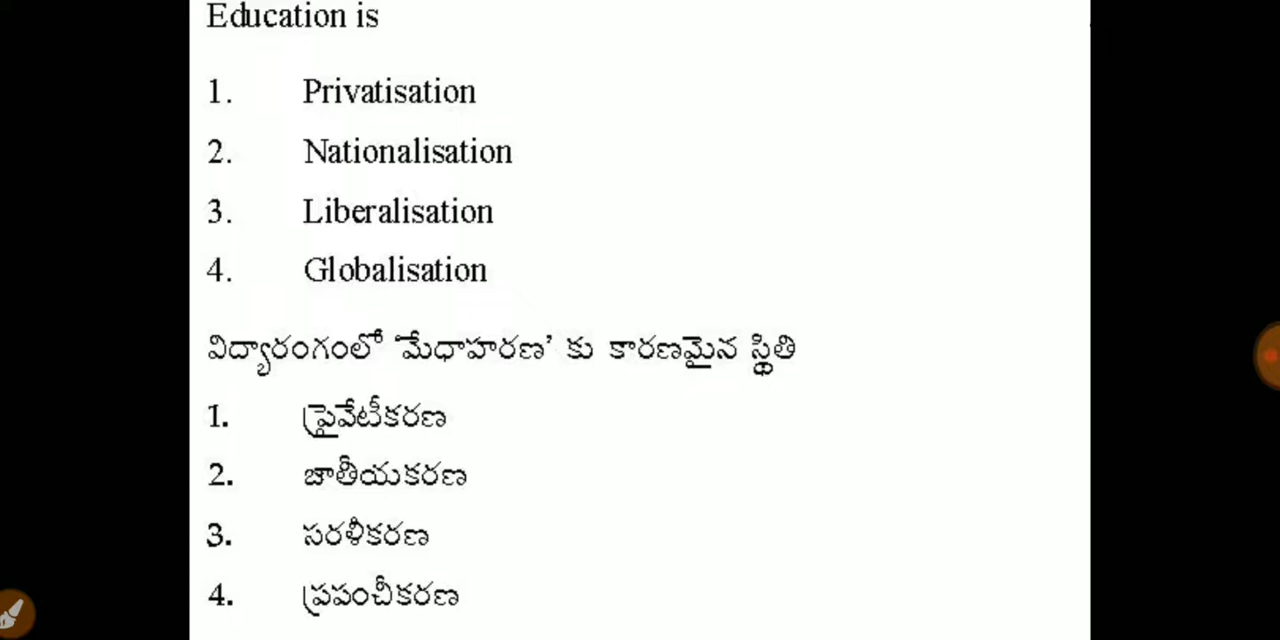 Education is
1. Privatisation
2. Nationalisation
3. Liberalisation
4. Globalisation
విద్యారంగంలో 'మేధాహరణ' కు కారణమైన స్థితి
1. ప్రైవేటీకరణ
2. జాతీయకరణ
3. సరళీకరణ
4. ప్రపంచీకరణ